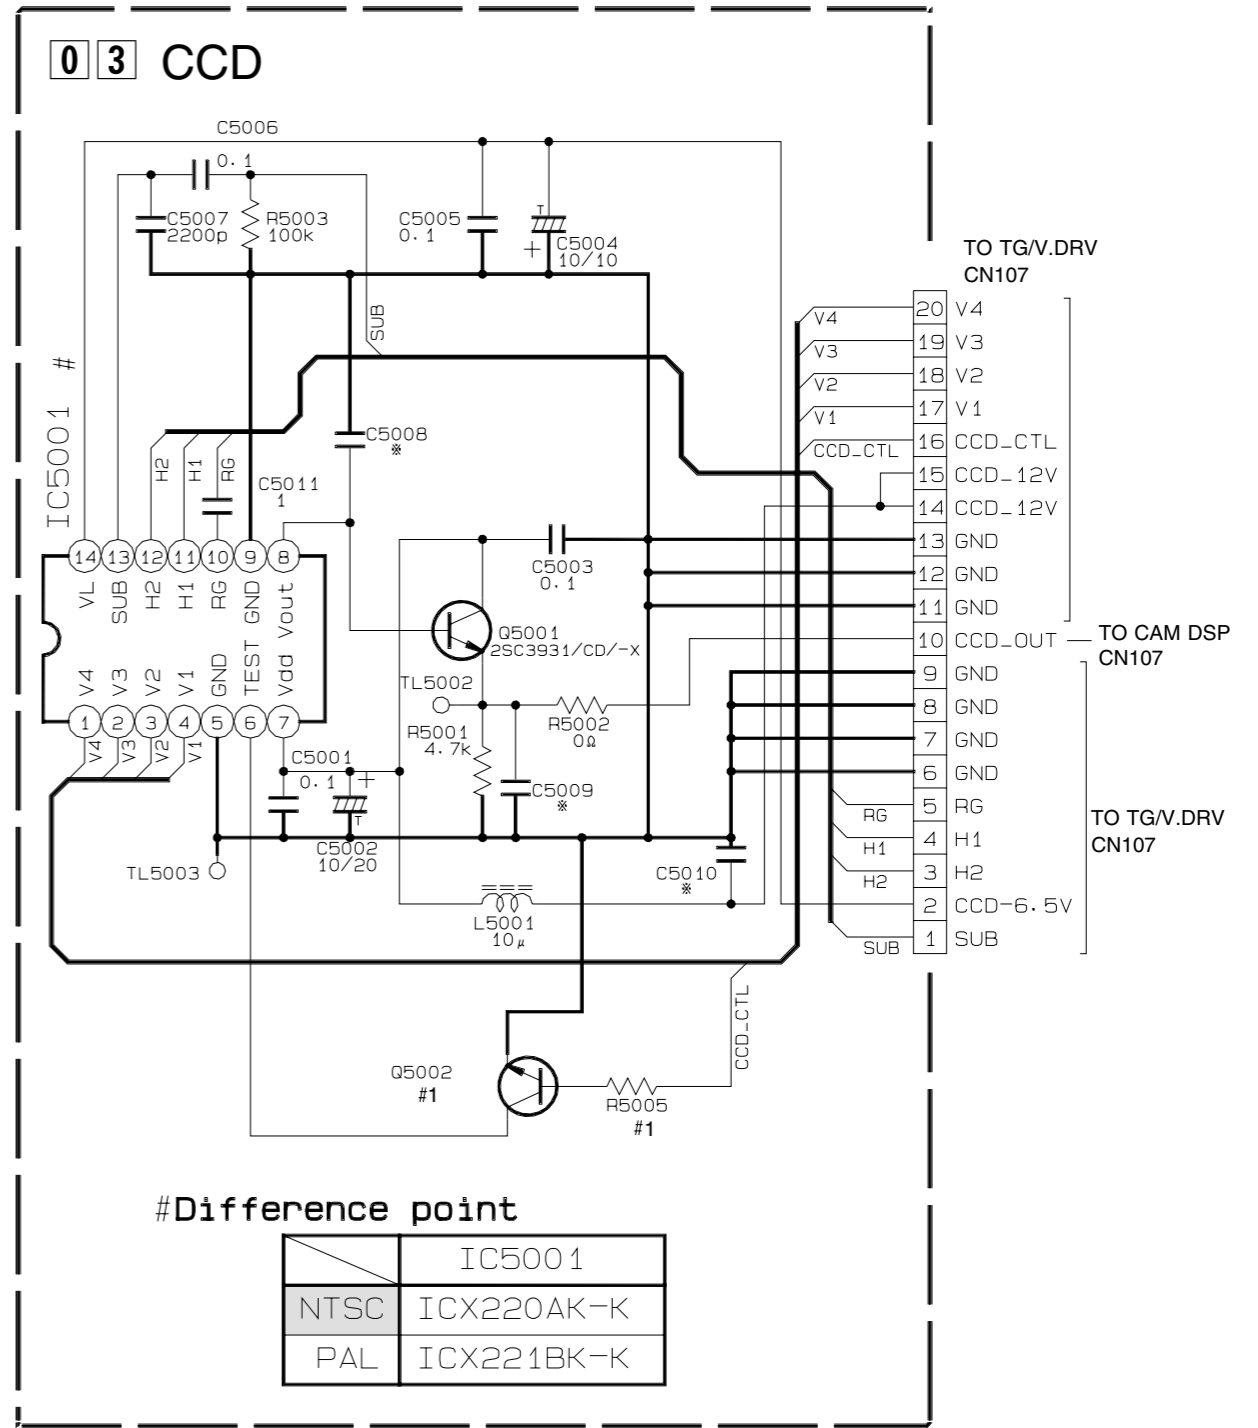 03 CCD
C5006
0.1
C5007
2200p
R5003
100k
C5005
0.1
T
+
C5004
10/10
SUB
TO TG/V.DRV
CN107
V4 20 V4
V3 19 V3
V2 18 V2
V1 17 V1
CCD_CTL 16 CCD_CTL
15 CCD_12V
14 CCD_12V
13 GND
12 GND
11 GND
10 CCD_OUT
TO CAM DSP
CN107
9 GND
8 GND
7 GND
6 GND
RG 5 RG
H1 4 H1
H2 3 H2
2 CCD-6.5V
SUB 1 SUB
TO TG/V.DRV
CN107
IC5001 #
H2 H1 RG
C5011
1
C5008
※
14 13 12 11 10 9 8
VL SUB H2 H1 RG GND Vout
V4 V3 V2 V1 GND TEST Vdd
1 2 3 4 5 6 7
V4 V3 V2 V1
C5003
0.1
Q5001
2SC3931/CD/-X
TL5002
R5002
0Ω
R5001
4.7k
C5001
0.1
+
T
C5009
※
C5002
10/20
TL5003
C5010
※
L5001
10μ
CCD_CTL
Q5002
#1
R5005
#1
#Difference point
IC5001
NTSC ICX220AK-K
PAL ICX221BK-K